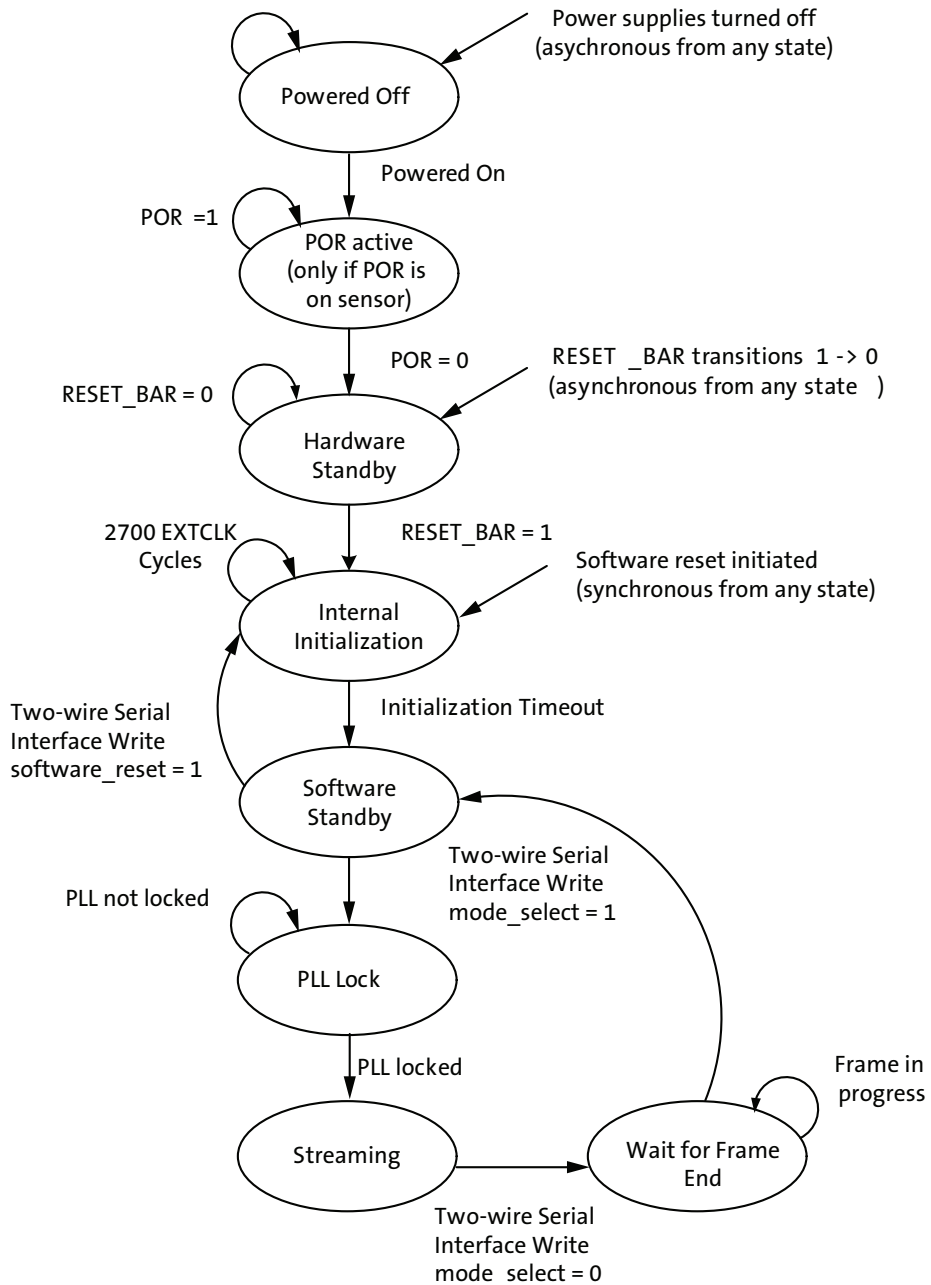 Power supplies turned off
(asychronous from any state)
Powered Off
Powered On
POR =1
POR active
(only if POR is
on sensor)
POR = 0
RESET _BAR transitions 1 -> 0
(asynchronous from any state )
RESET_BAR = 0
Hardware
Standby
2700 EXTCLK
Cycles
RESET_BAR = 1
Software reset initiated
(synchronous from any state)
Internal
Initialization
Initialization Timeout
Two-wire Serial
Interface Write
software_reset = 1
Software
Standby
Two-wire Serial
Interface Write
mode_select = 1
PLL not locked
PLL Lock
PLL locked
Frame in
progress
Streaming
Wait for Frame
End
Two-wire Serial
Interface Write
mode select = 0